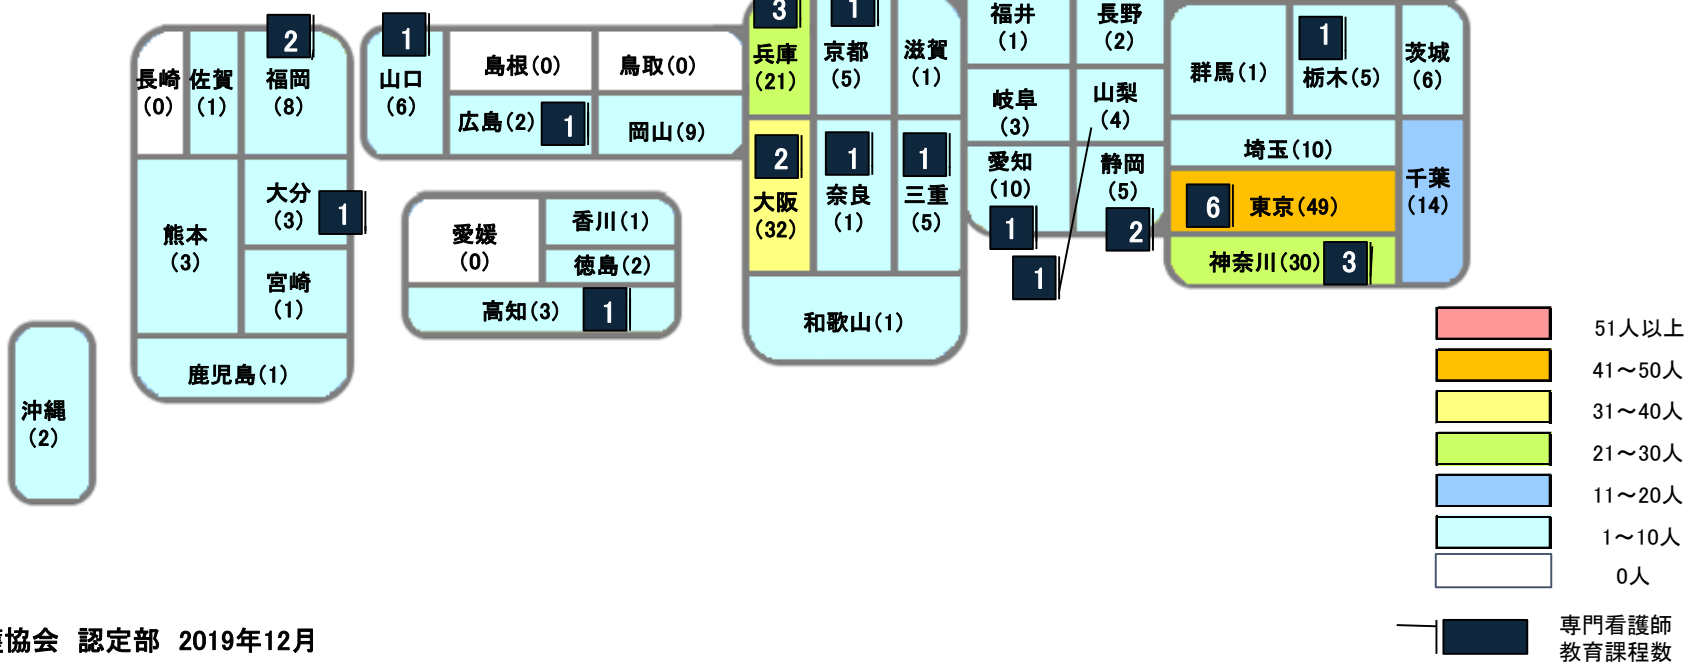 3
兵庫
(21)
1
京都
(5)
滋賀
(1)
福井
(1)
長野
(2)
群馬(1)
1
栃木(5)
茨城
(6)
長崎
(0)
佐賀
(1)
2
福岡
(8)
1
山口
(6)
島根(0)
鳥取(0)
広島(2)
1
岡山(9)
岐阜
(3)
山梨
(4)
1
埼玉(10)
千葉
(14)
2
大阪
(32)
1
奈良
(1)
1
三重
(5)
愛知
(10)
1
静岡
(5)
2
6
東京(49)
神奈川(30)
3
熊本
(3)
大分
(3)
1
宮崎
(1)
鹿児島(1)
愛媛
(0)
香川(1)
徳島(2)
高知(3)
1
和歌山(1)
沖縄
(2)
51人以上
41～50人
31～40人
21～30人
11～20人
1～10人
0人
専門看護師
教育課程数
協会 認定部 2019年12月